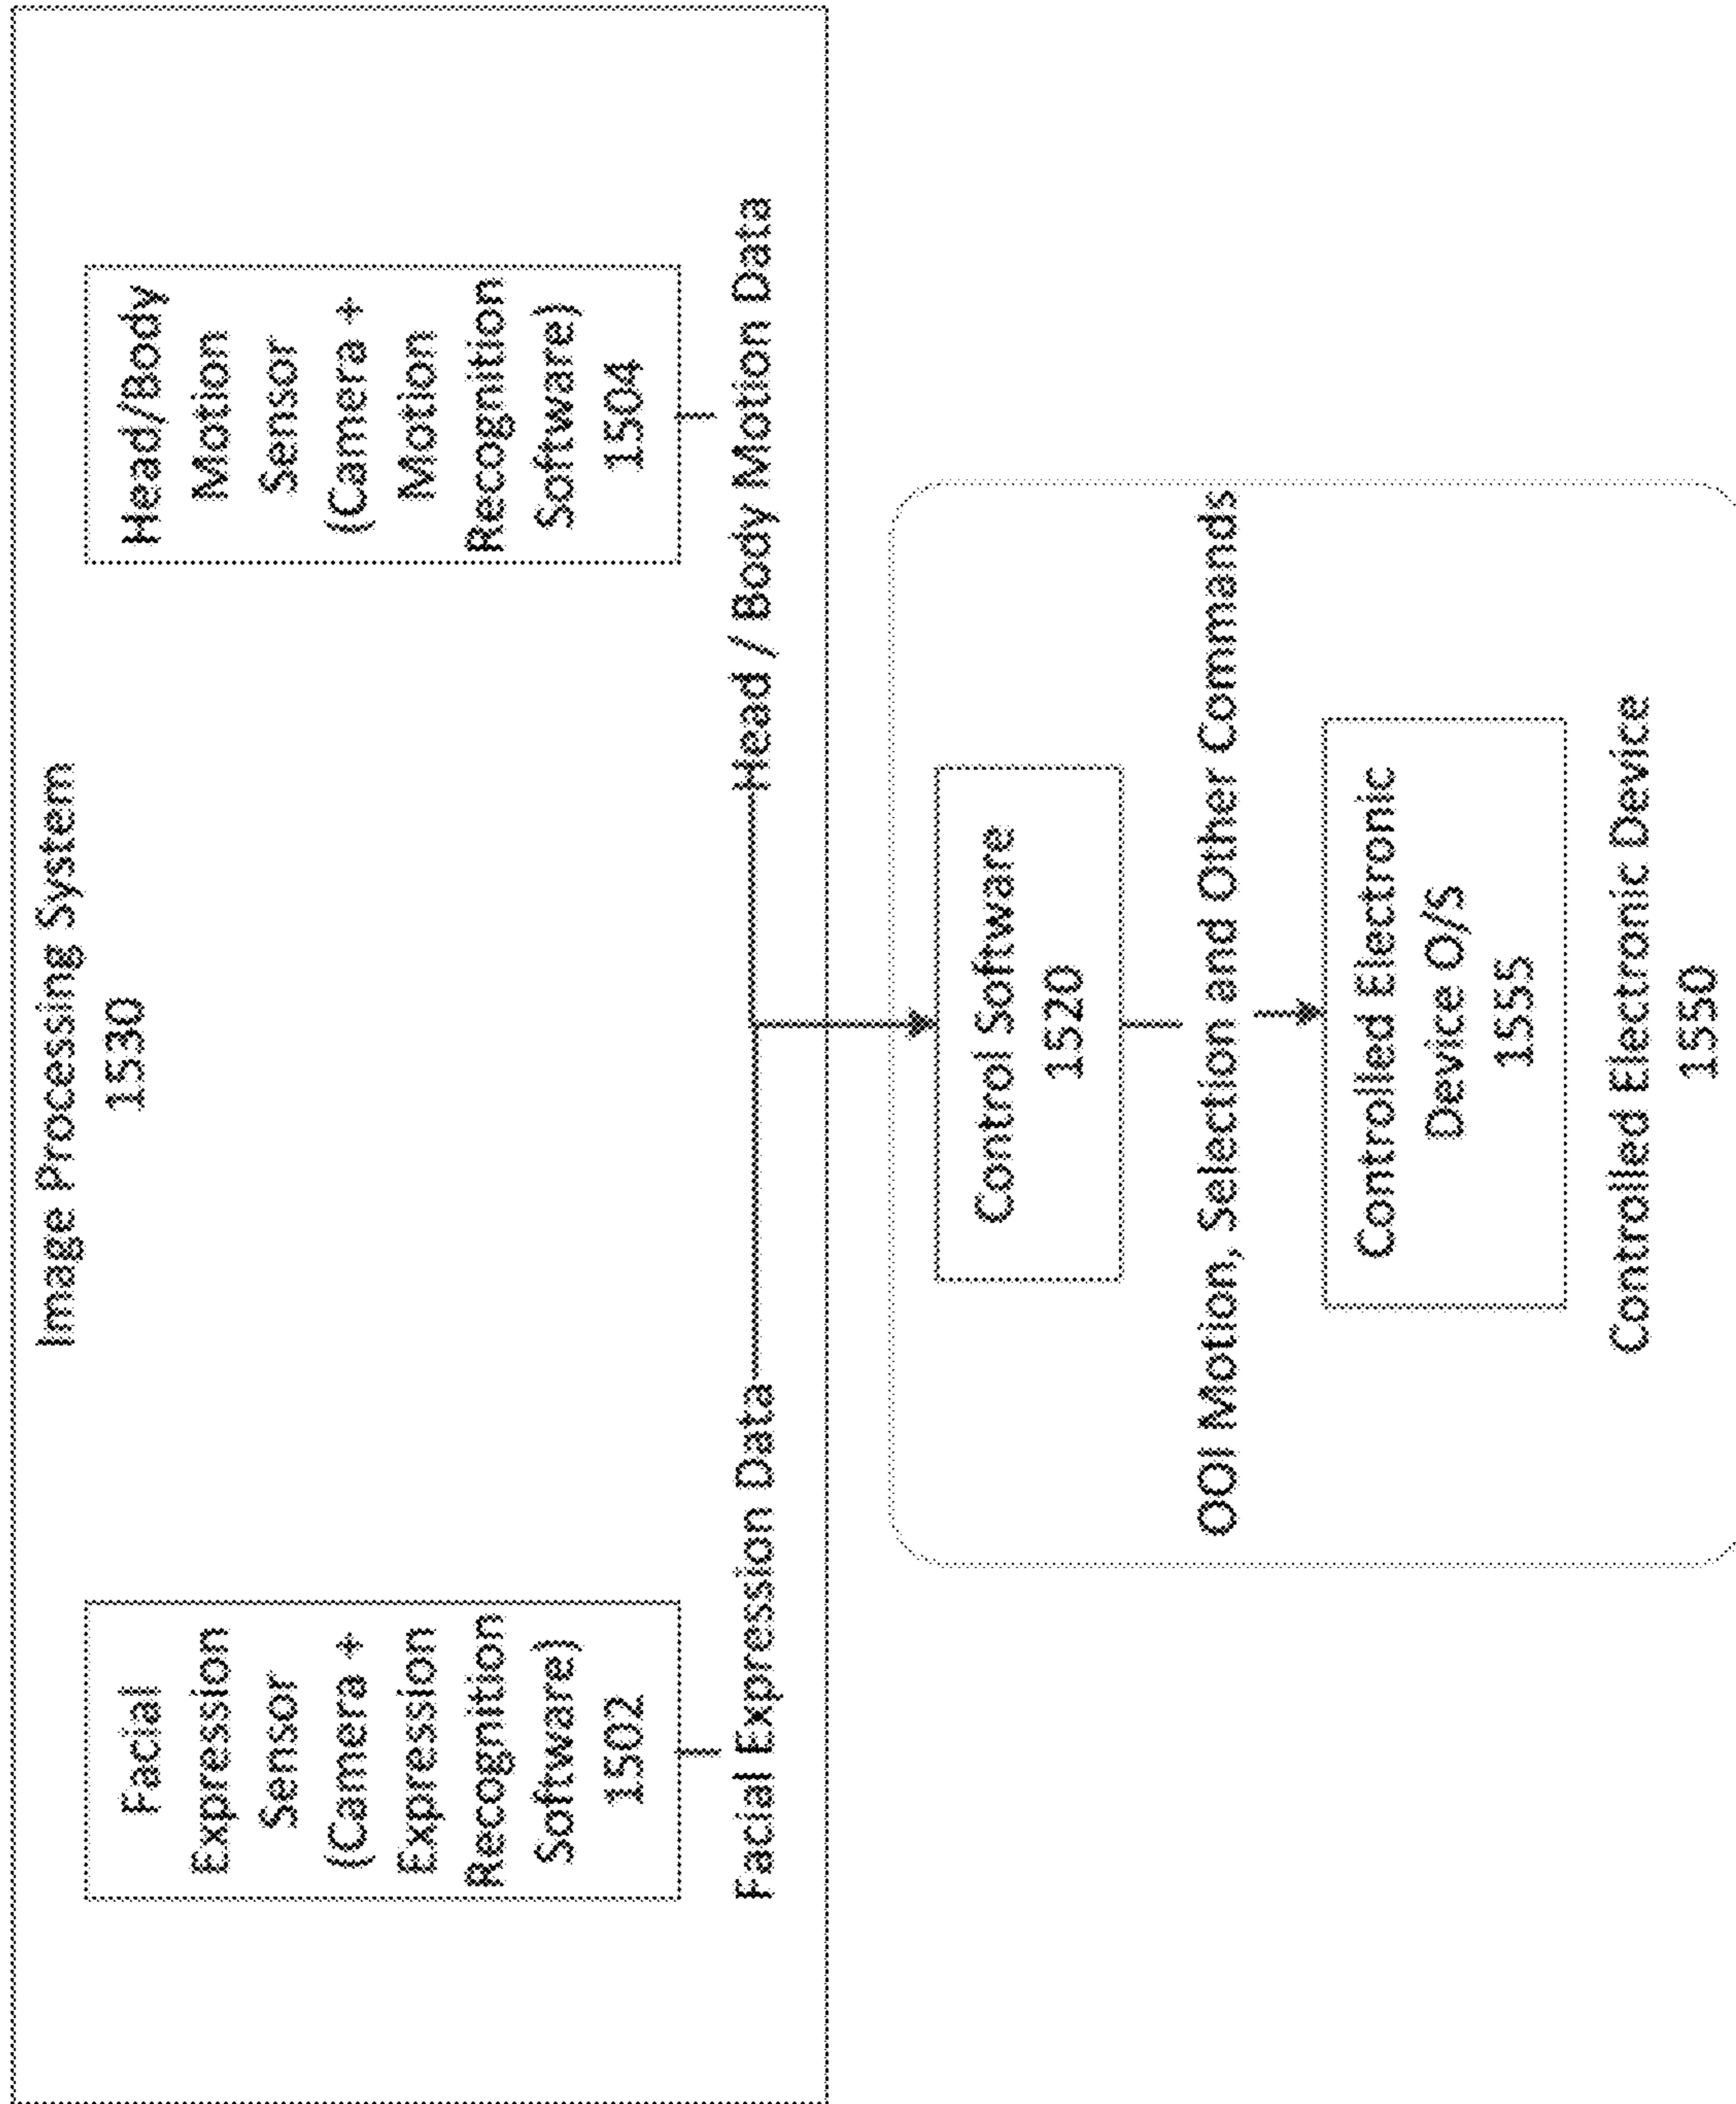 Image Processing System
1530
Facial
Expression
Sensor
(Camera +
Expression
Recognition
Software)
1502
Head/Body
Motion
Sensor
(Camera +
Motion
Recognition
Software)
1504
Facial Expression Data
Head / Body Motion Data
Control Software
1520
OOI Motion, Selection and Other Commands
Controlled Electronic
Device O/S
1555
Controlled Electronic Device
1550